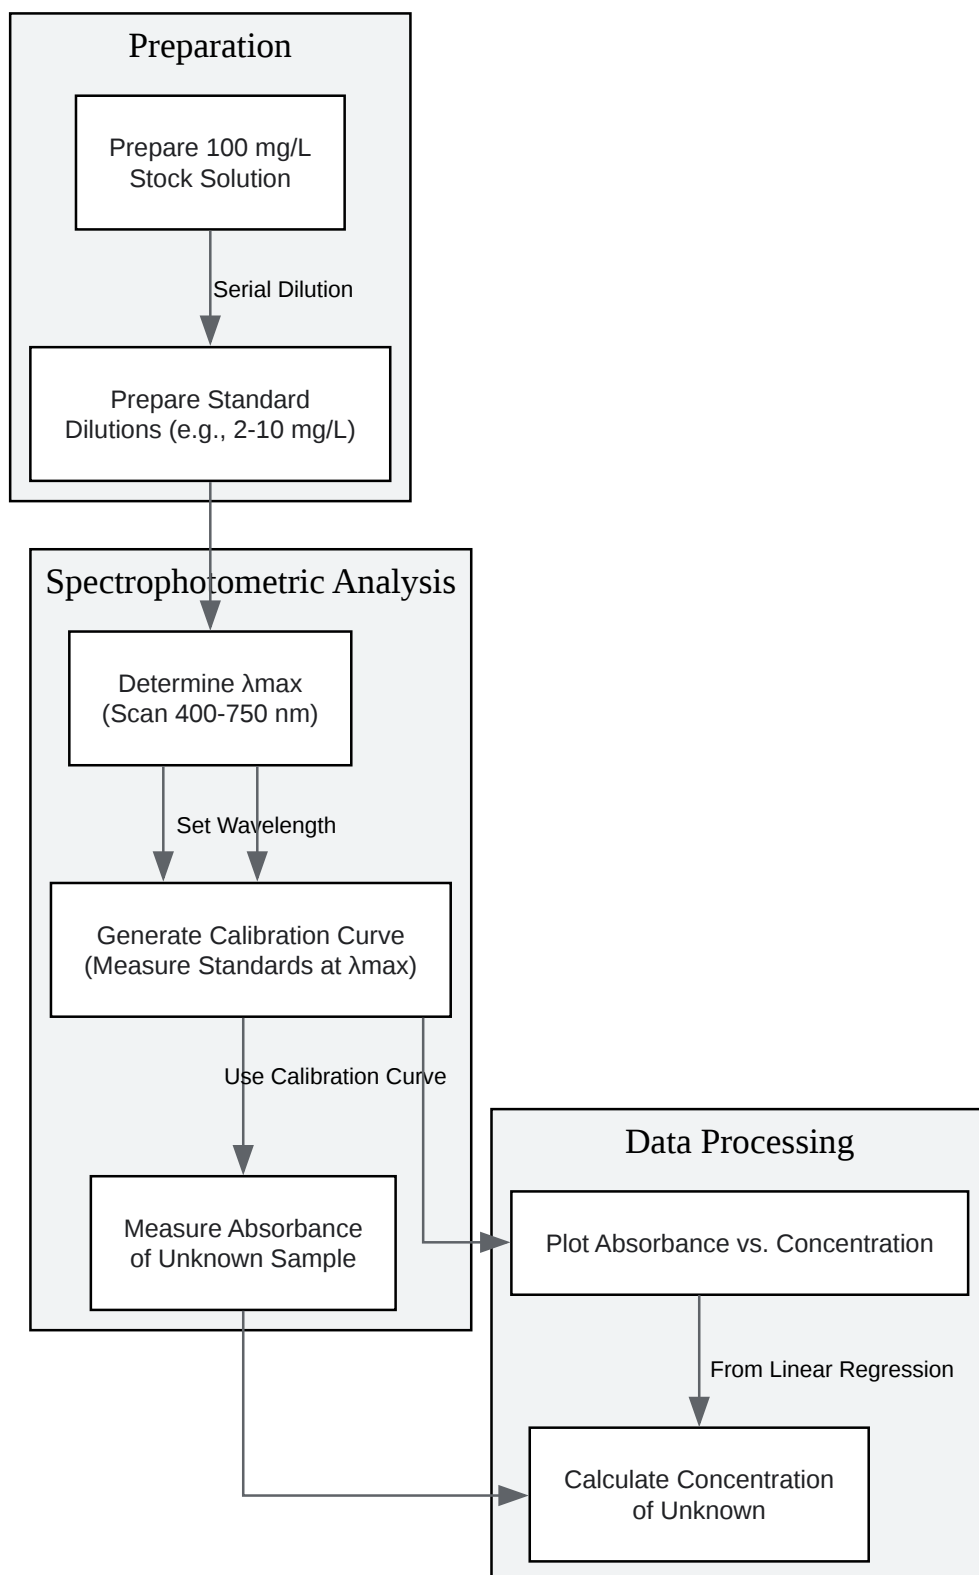 Preparation
Prepare 100 mg/L
Stock Solution
Serial Dilution
Prepare Standard
Dilutions (e.g., 2-10 mg/L)
Spectrophotometric Analysis
Determine λmax
(Scan 400-750 nm)
Set Wavelength
Generate Calibration Curve
(Measure Standards at λmax)
Use Calibration Curve
Measure Absorbance
of Unknown Sample
Data Processing
Plot Absorbance vs. Concentration
From Linear Regression
Calculate Concentration
of Unknown